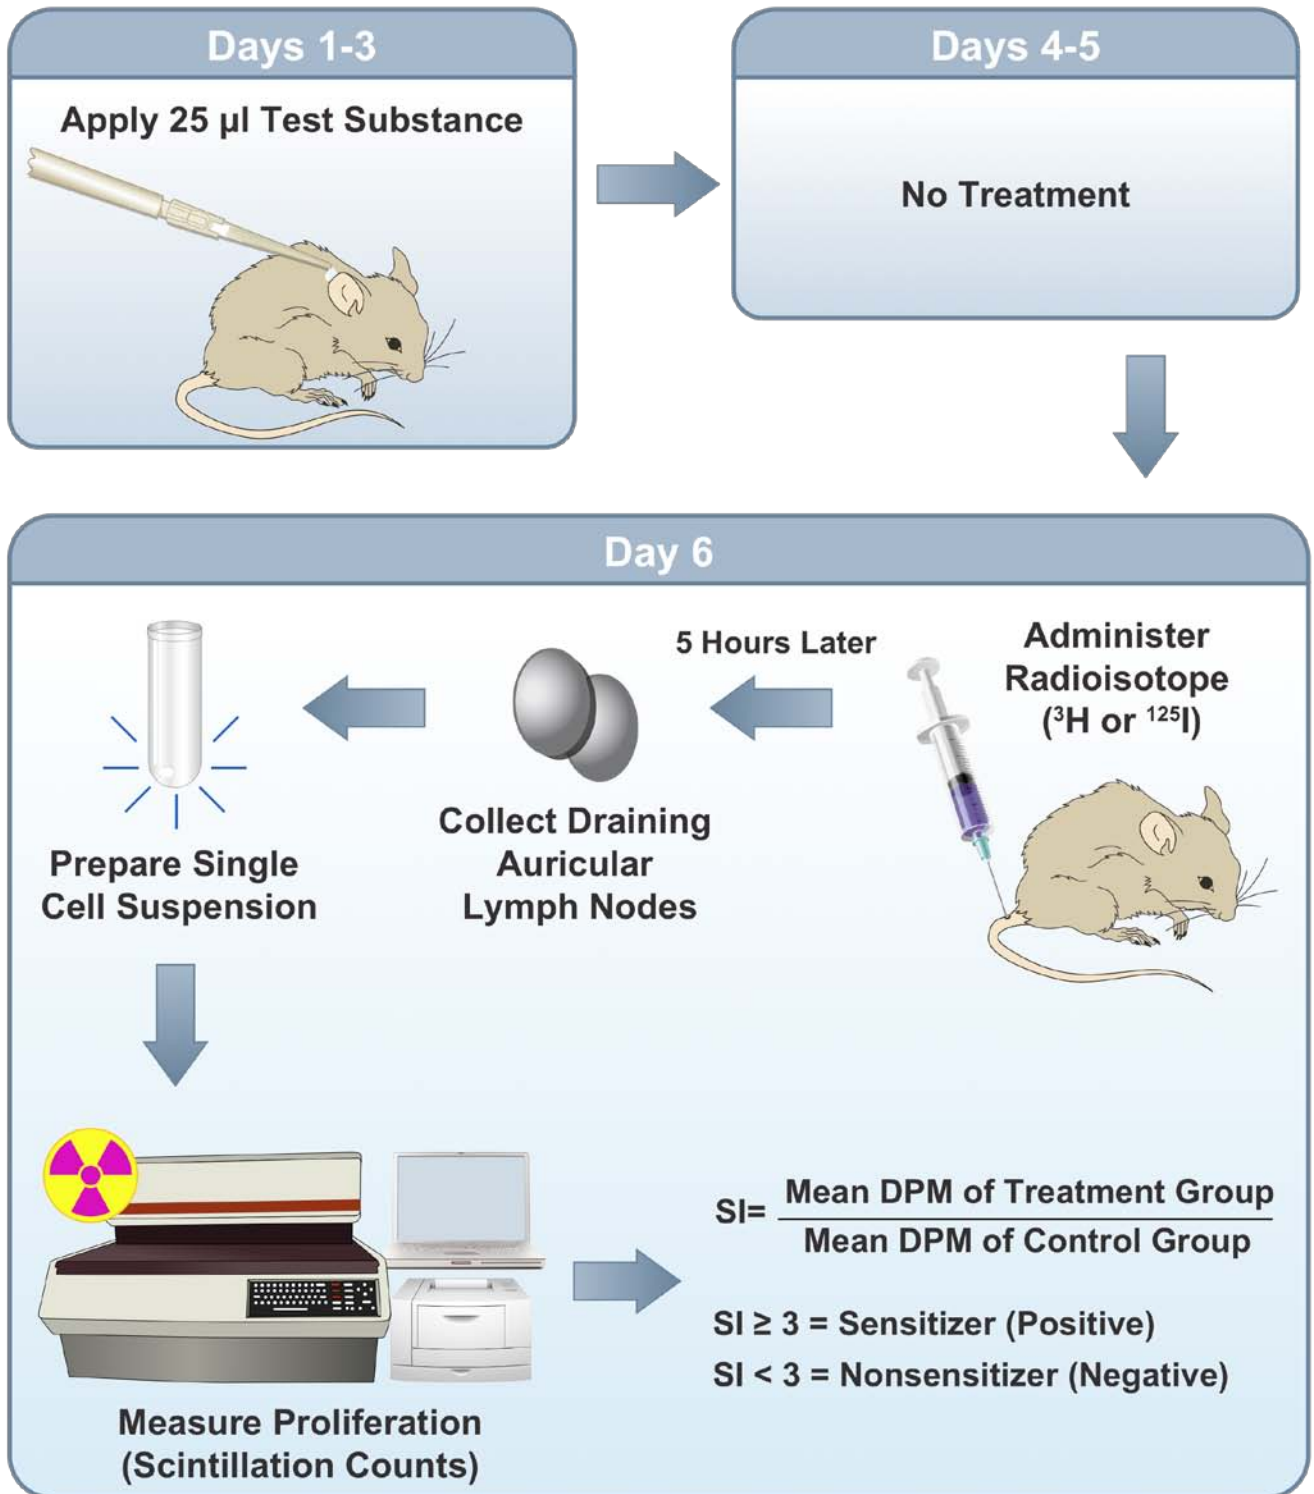 Days 1-3
Apply 25 µl Test Substance
Days 4-5
No Treatment
Day 6
Administer
Radioisotope
(³H or ¹²⁵I)
5 Hours Later
Collect Draining
Auricular
Lymph Nodes
Prepare Single
Cell Suspension
Measure Proliferation
(Scintillation Counts)
SI= Mean DPM of Treatment Group
Mean DPM of Control Group
SI ≥ 3 = Sensitizer (Positive)
SI < 3 = Nonsensitizer (Negative)